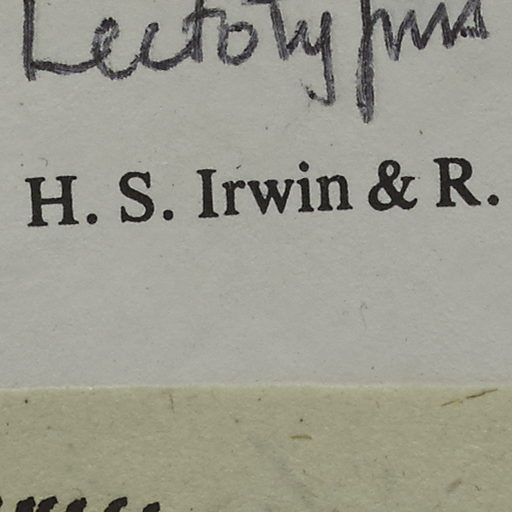 Lectotypus
H. S. Irwin & R.